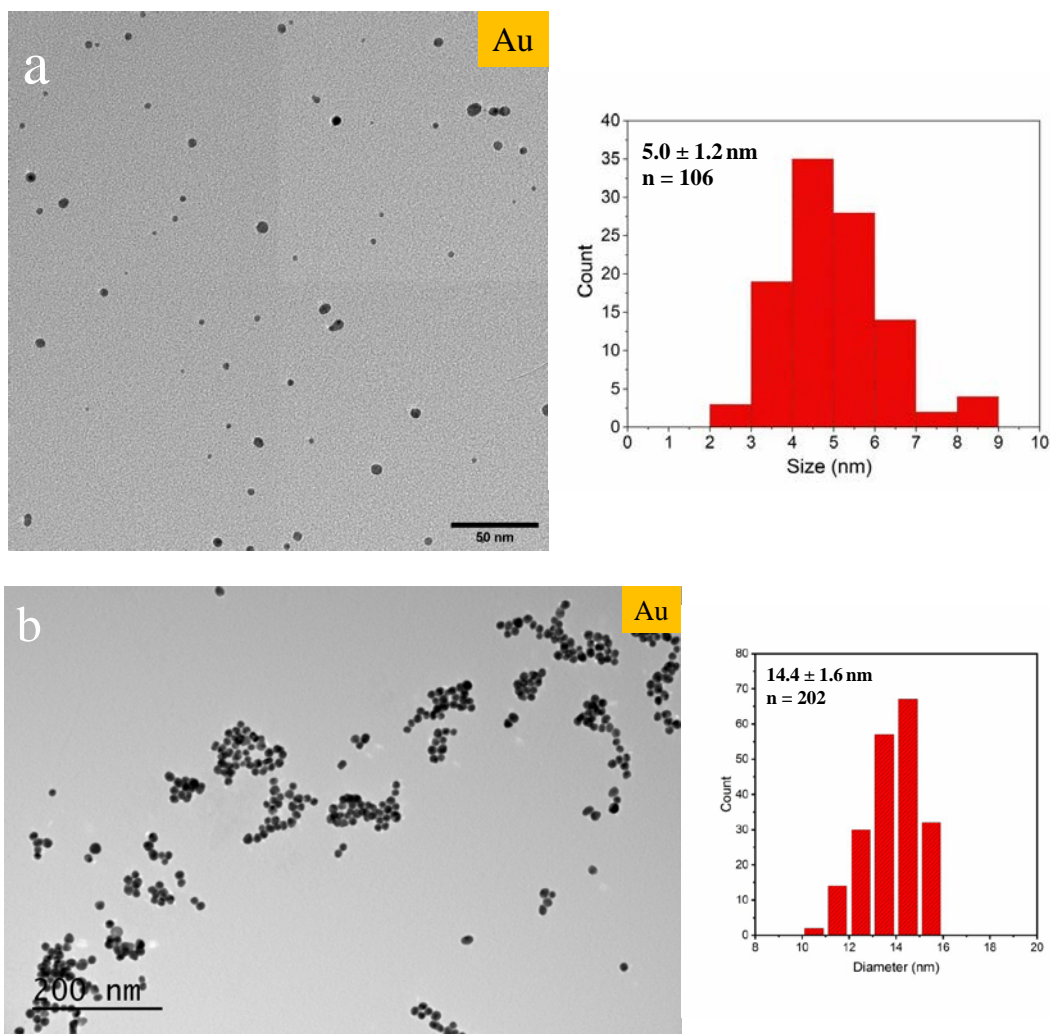 a
Au
50 nm
40
35
30
25
20
15
10
5
0
Count
5.0 ± 1.2 nm
n = 106
0 1 2 3 4 5 6 7 8 9 10
Size (nm)
b
Au
200 nm
80
70
60
50
40
30
20
10
0
Count
14.4 ± 1.6 nm
n = 202
8 10 12 14 16 18 20
Diameter (nm)